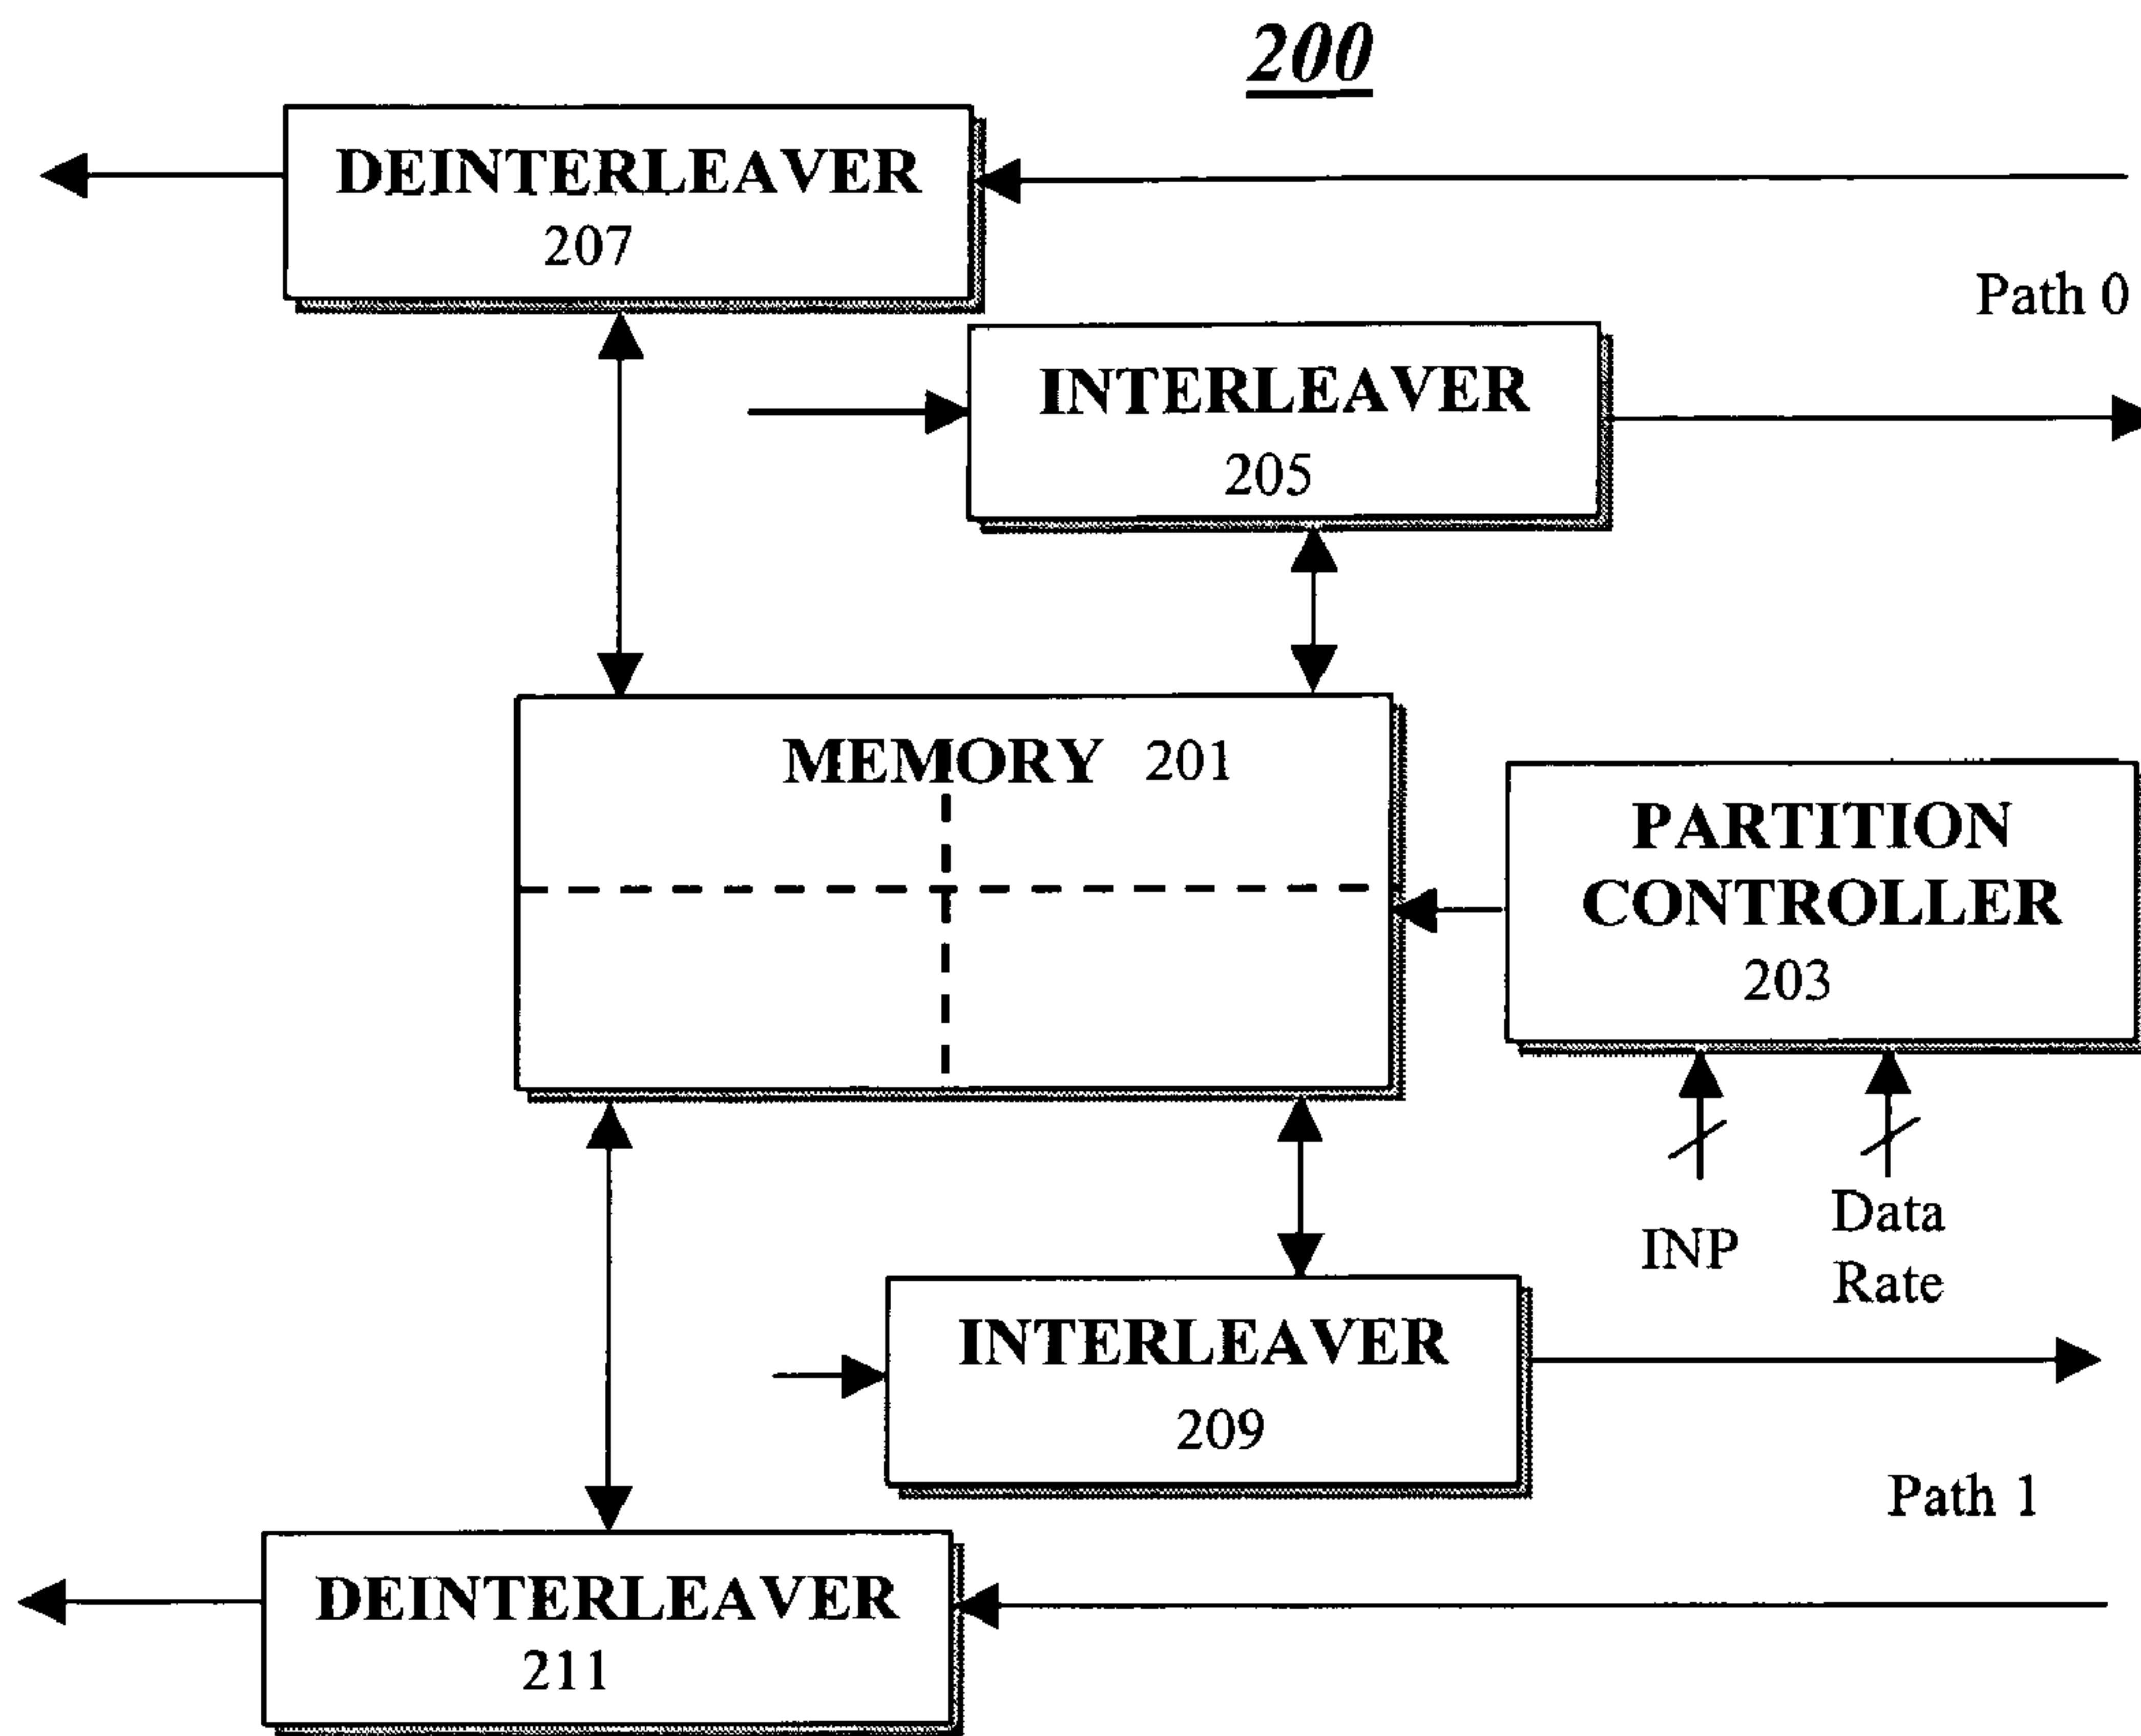 200
DEINTERLEAVER
207
Path 0
INTERLEAVER
205
MEMORY 201
PARTITION
CONTROLLER
203
INP
Data
Rate
INTERLEAVER
209
Path 1
DEINTERLEAVER
211